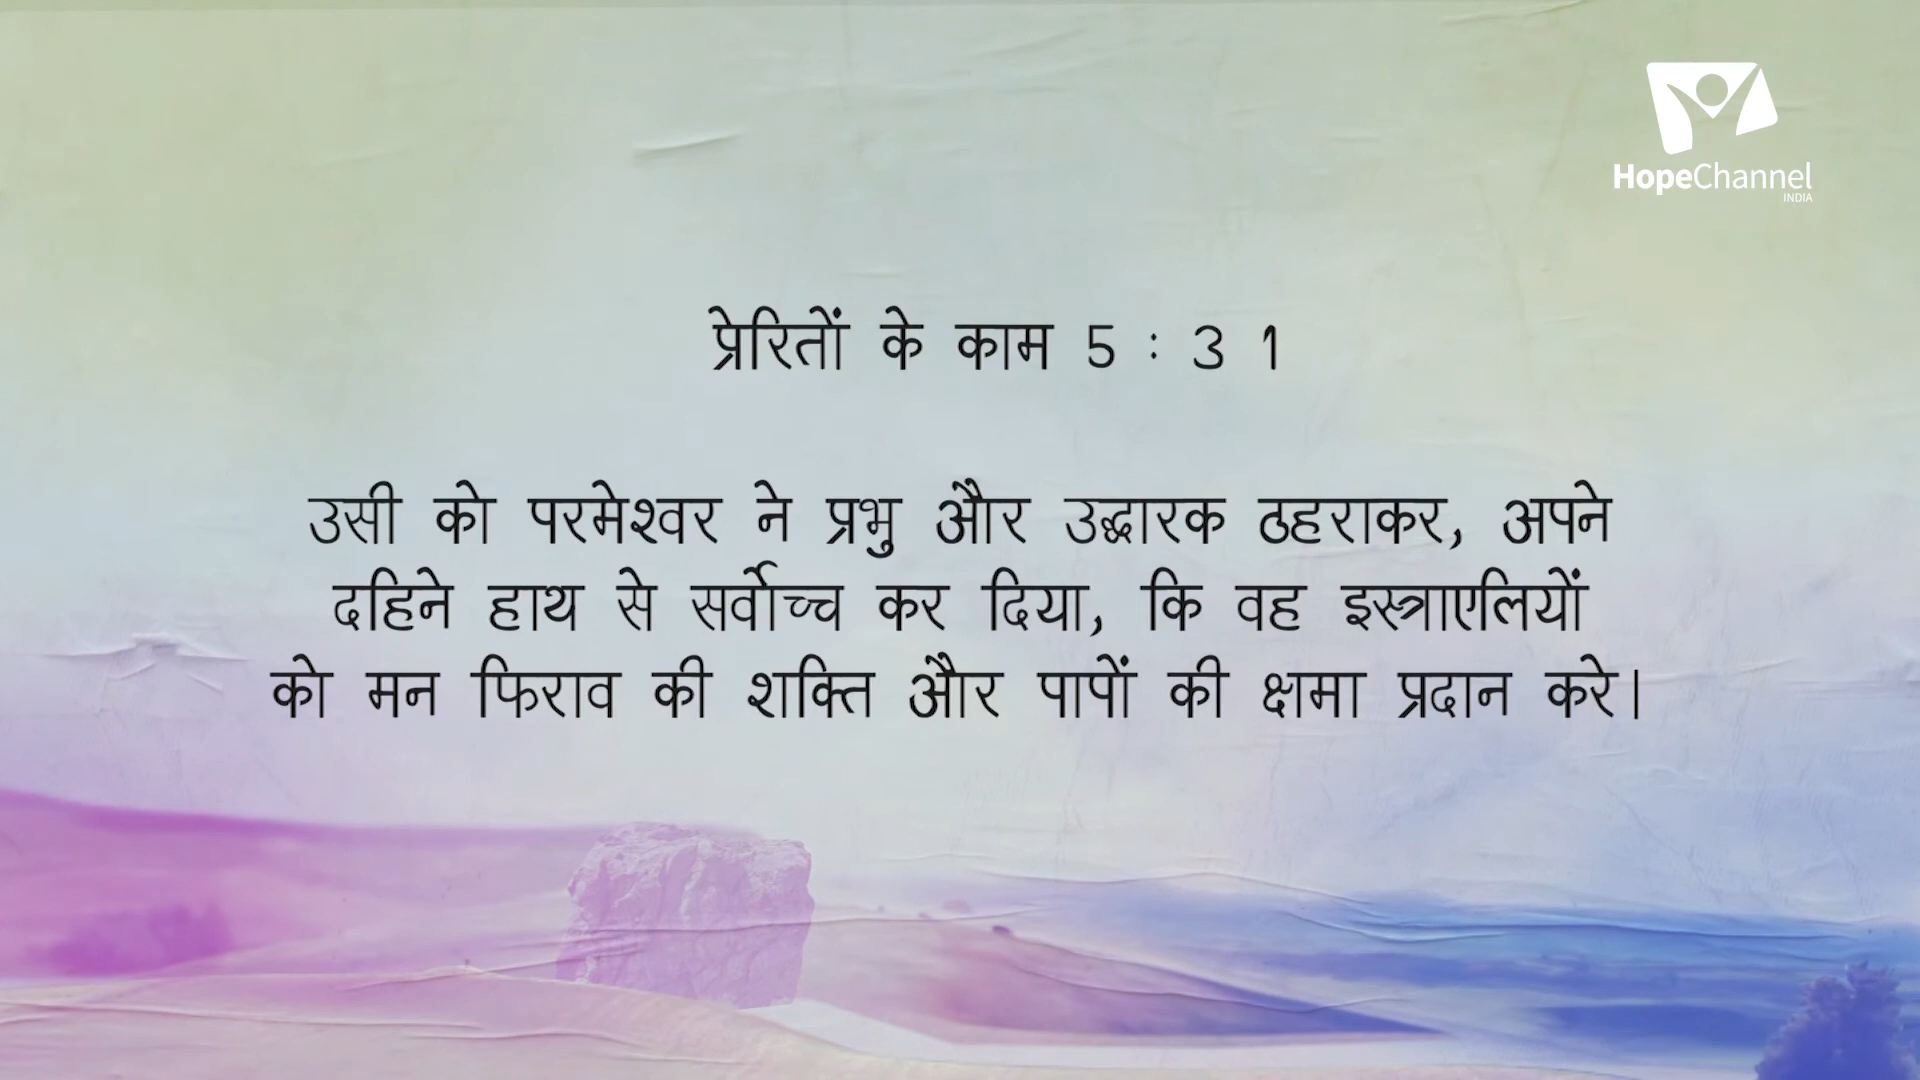 HopeChannel
INDIA
प्रेरितों के काम 5 : 3 1
उसी को परमेश्वर ने प्रभु और उद्धारक ठहराकर, अपने
दहिने हाथ से सर्वोच्च कर दिया, कि वह इस्त्राएलियों
को मन फिराव की शक्ति और पापों की क्षमा प्रदान करे।